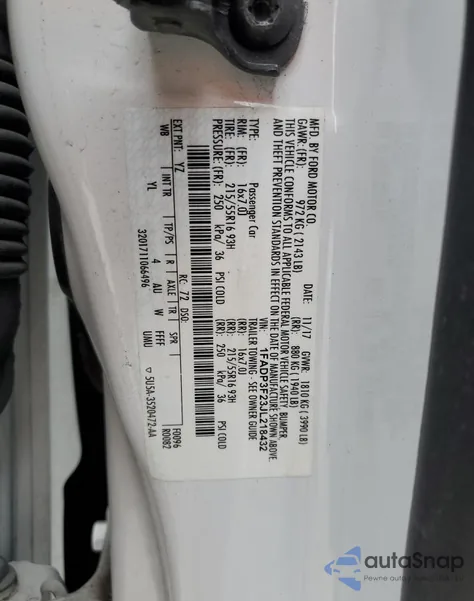 MFD. BY FORD MOTOR CO.
DATE: 11/17 GVWR: 1810 KG ( 3990 LB)
GAWR: (FR): 972 KG ( 2143 LB) (RR): 880 KG ( 1940 LB)
THIS VEHICLE CONFORMS TO ALL APPLICABLE FEDERAL MOTOR VEHICLE SAFETY, BUMPER,
AND THEFT PREVENTION STANDARDS IN EFFECT ON THE DATE OF MANUFACTURE SHOWN ABOVE
VIN: 1FADP3F23JL218432
TYPE: Passenger Car TRAILER TOWING - SEE OWNER GUIDE
RIM: (FR): 16x7.0J (RR): 16x7.0J
TIRE: (FR): 215/55R16 93H (RR): 215/55R16 93H
PRESSURE: (FR): 250 kPa/ 36 PSI COLD (RR): 250 kPa/ 36 PSI COLD
EXT PNT: YZ RC: 72 DSO: F0096
R0082
WB INT TR TP/PS R AXLE TR SPR
YL 4 AU W FFFF UMU
3201711066496 5U5A-3520472-AA
autaSnap